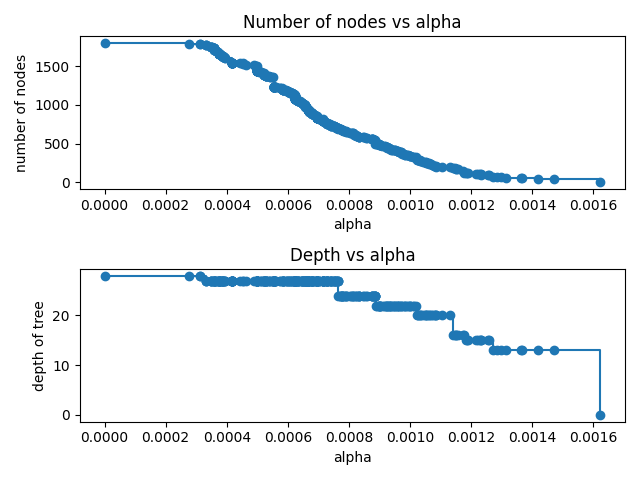 Number of nodes vs alpha
number of nodes
1500
1000
500
0
0.0000 0.0002 0.0004 0.0006 0.0008 0.0010 0.0012 0.0014 0.0016
alpha
Depth vs alpha
depth of tree
20
10
0
0.0000 0.0002 0.0004 0.0006 0.0008 0.0010 0.0012 0.0014 0.0016
alpha